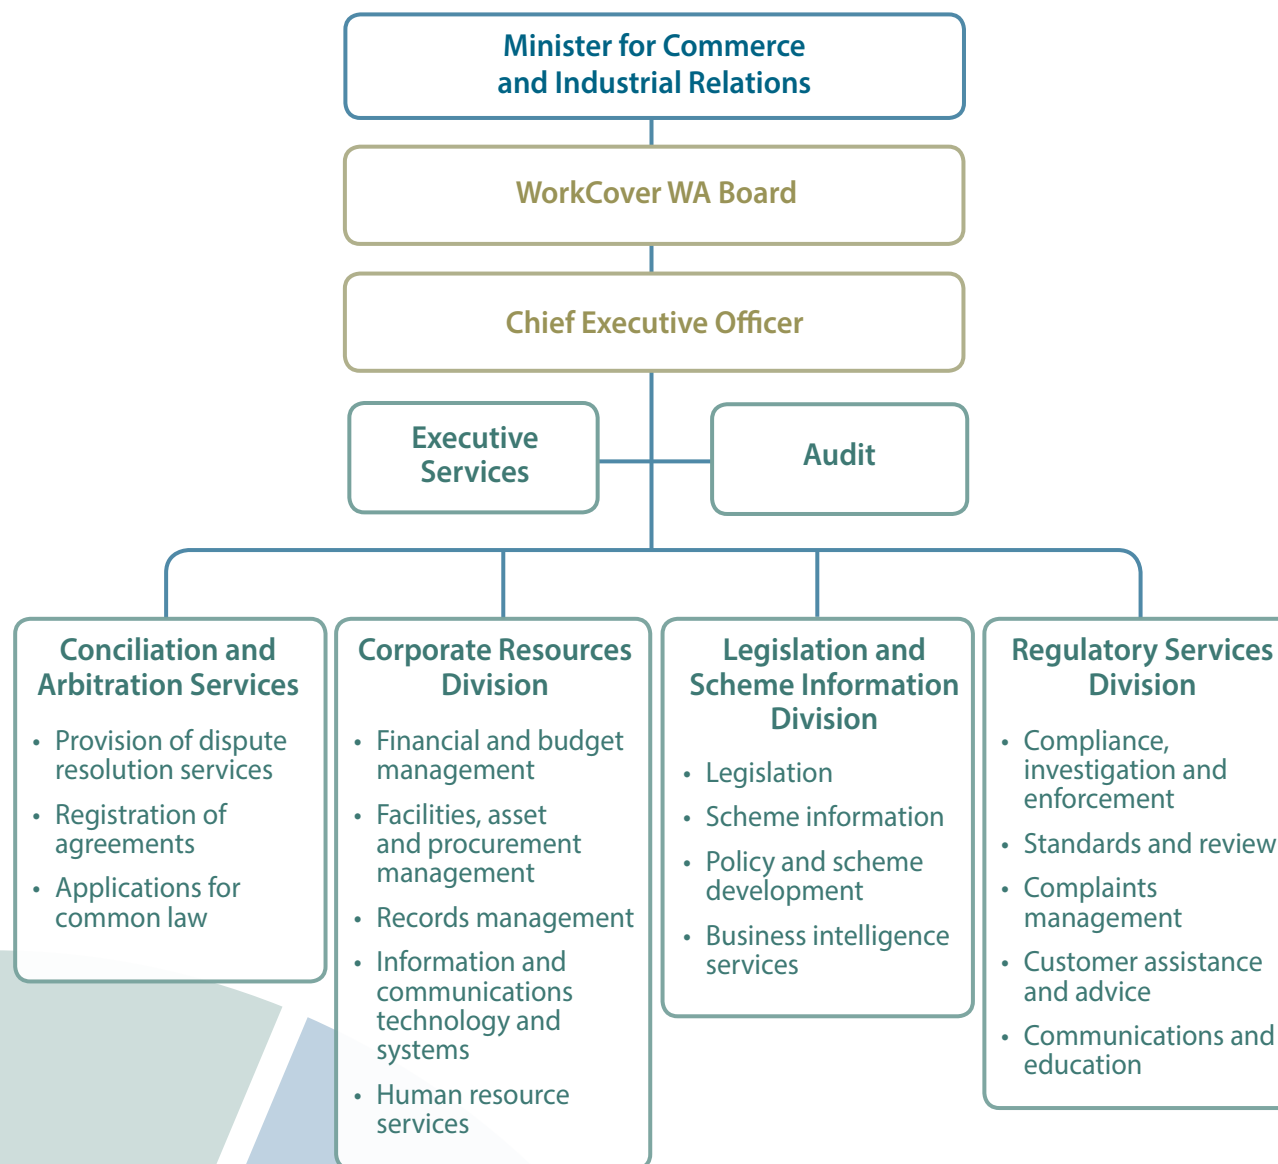 Minister for Commerce
and Industrial Relations
WorkCover WA Board
Chief Executive Officer
Executive
Services
Audit
Conciliation and
Arbitration Services
• Provision of dispute
resolution services
• Registration of
agreements
• Applications for
common law
Corporate Resources
Division
• Financial and budget
management
• Facilities, asset
and procurement
management
• Records management
• Information and
communications
technology and
systems
• Human resource
services
Legislation and
Scheme Information
Division
• Legislation
• Scheme information
• Policy and scheme
development
• Business intelligence
services
Regulatory Services
Division
• Compliance,
investigation and
enforcement
• Standards and review
• Complaints
management
• Customer assistance
and advice
• Communications and
education